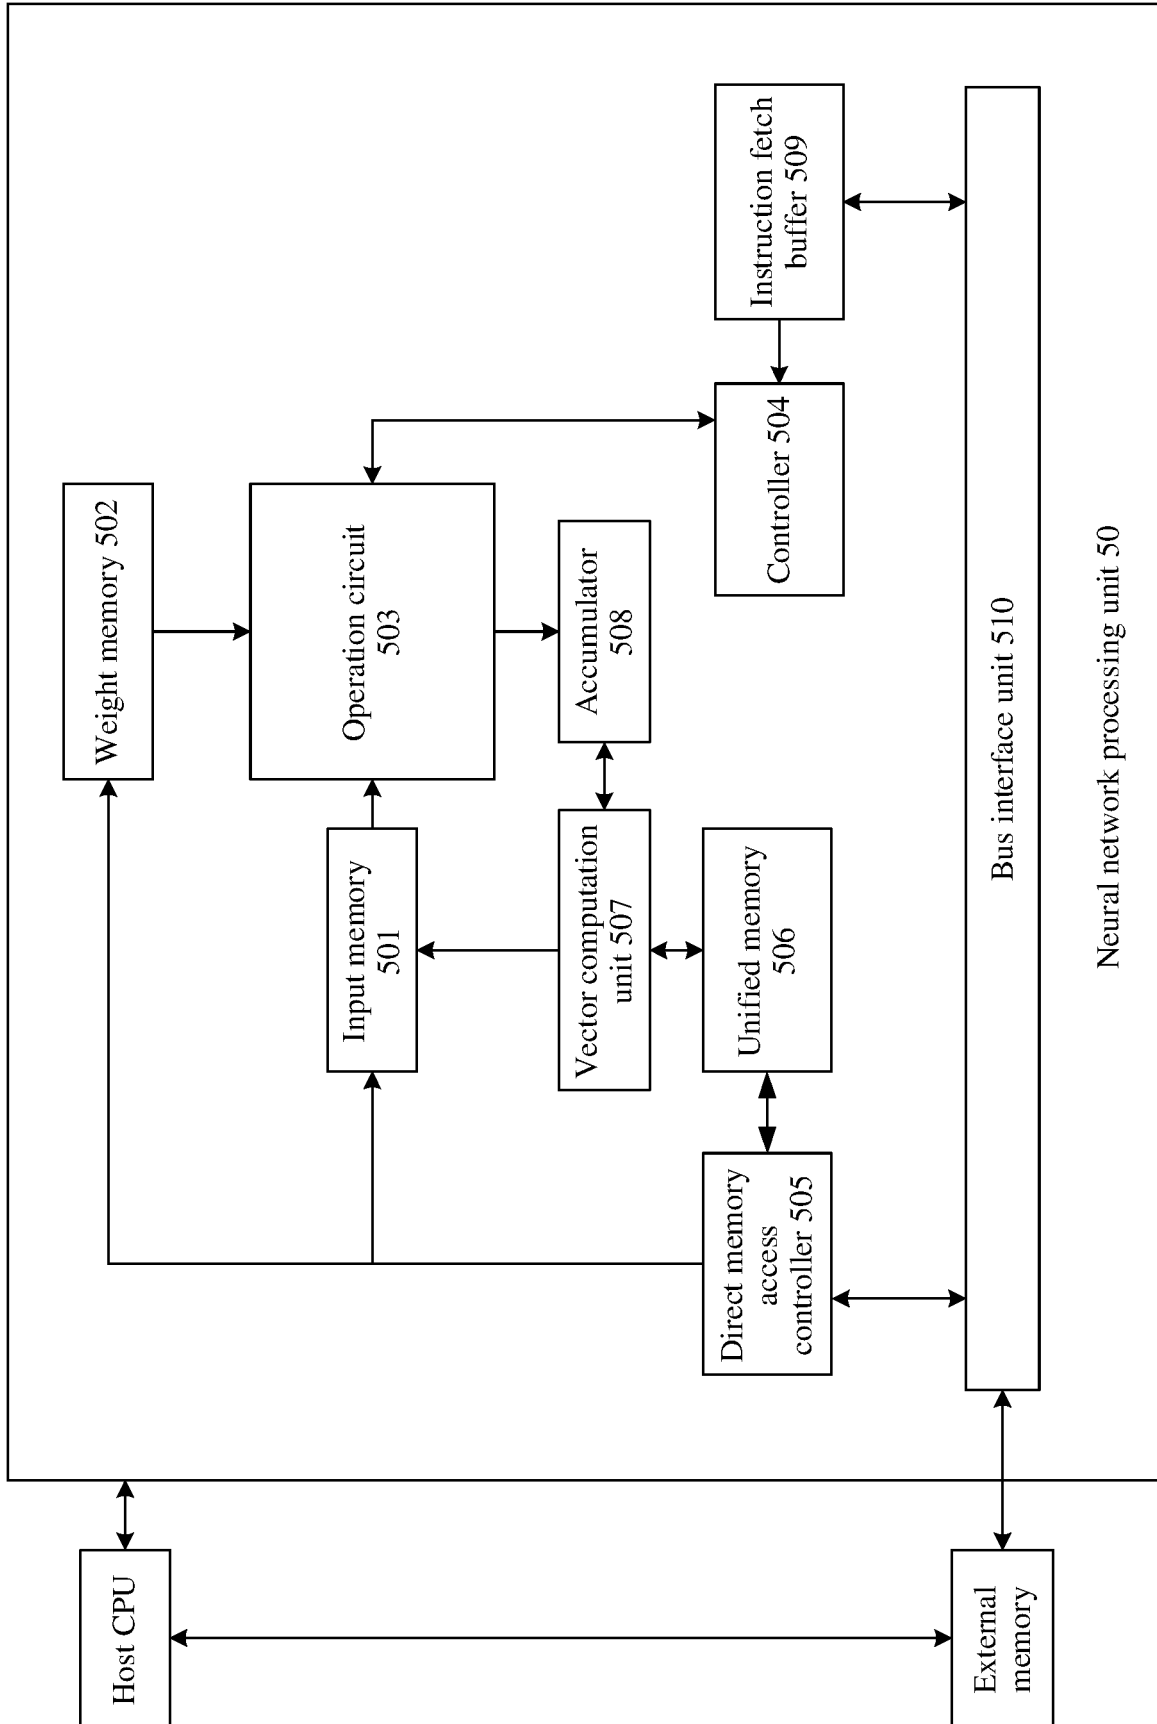 Host CPU
External
memory
Weight memory 502
Input memory
501
Operation circuit
503
Vector computation
unit 507
Accumulator
508
Direct memory
access
controller 505
Unified memory
506
Controller 504
Instruction fetch
buffer 509
Bus interface unit 510
Neural network processing unit 50